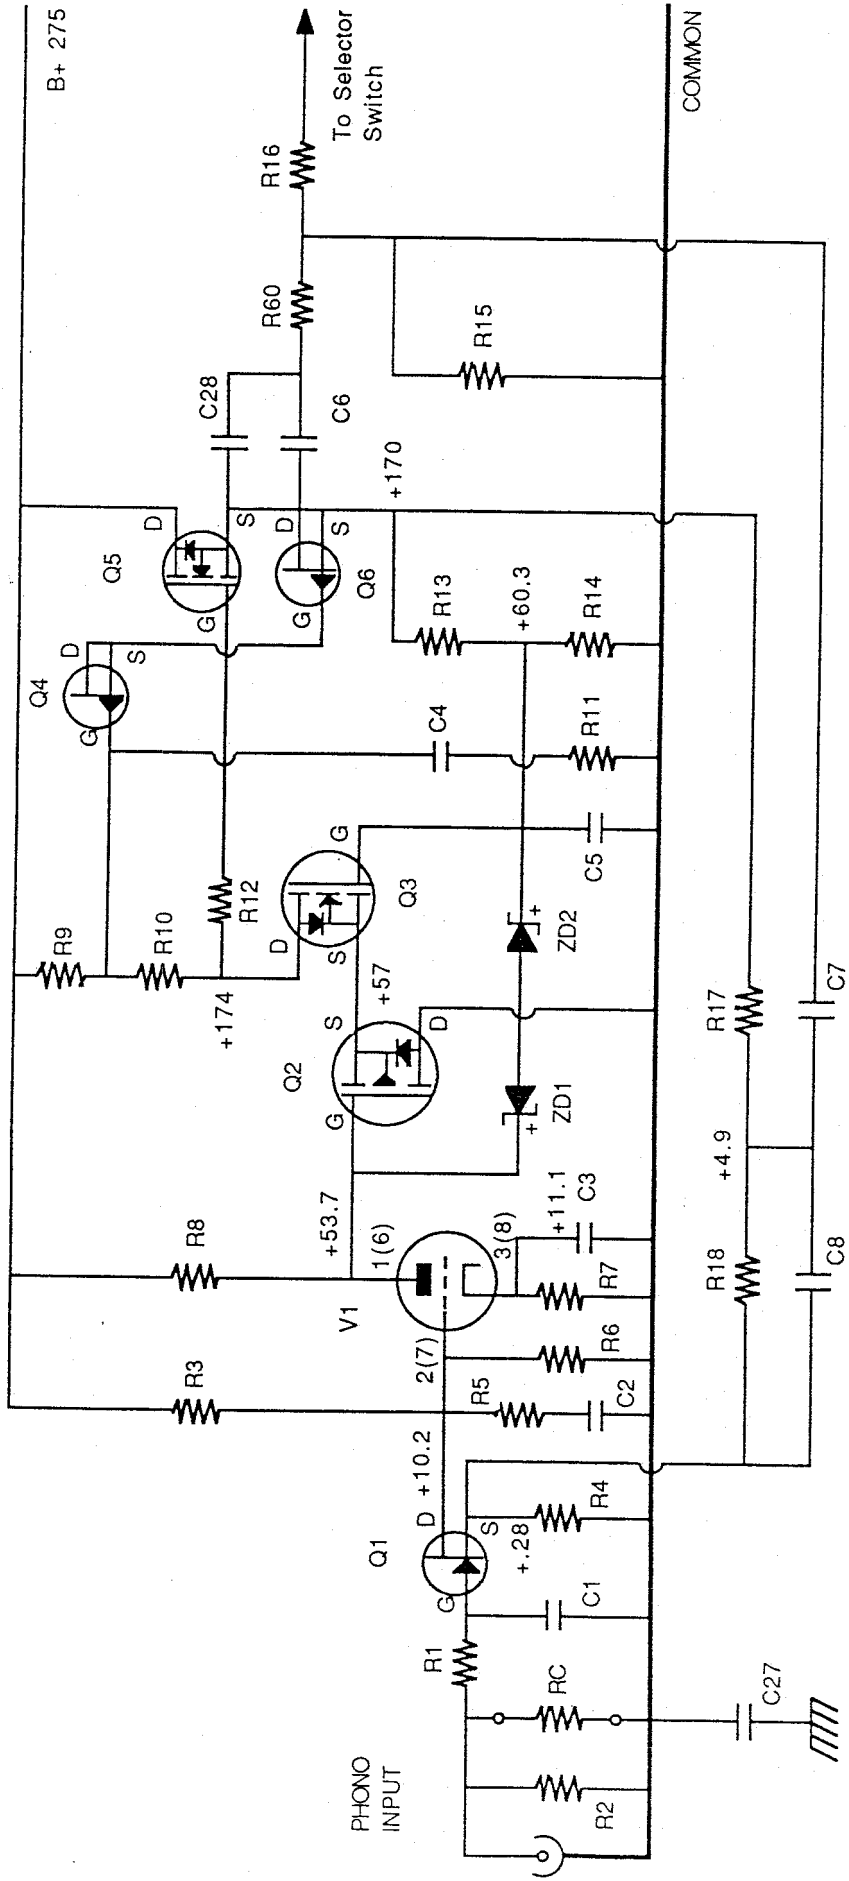 B+ 275
To Selector
Switch
R16
COMMON
R60
R15
C28
C6
+170
D
Q5
S
D
S
G
Q6
G
R13
+60.3
R14
D
Q4
S
G
C4
R11
R12
G
C5
Q3
D
S
R9
R10
+174
ZD2
+
+57
S
Q2
D
G
ZD1
+
R17
C7
+4.9
R18
C8
R8
+53.7
1(6)
V1
3(8)
+11.1
C3
R7
2(7)
R6
R3
R5
C2
+10.2
D
Q1
S
+.28
R4
G
C1
R1
RC
C27
PHONO
INPUT
R2